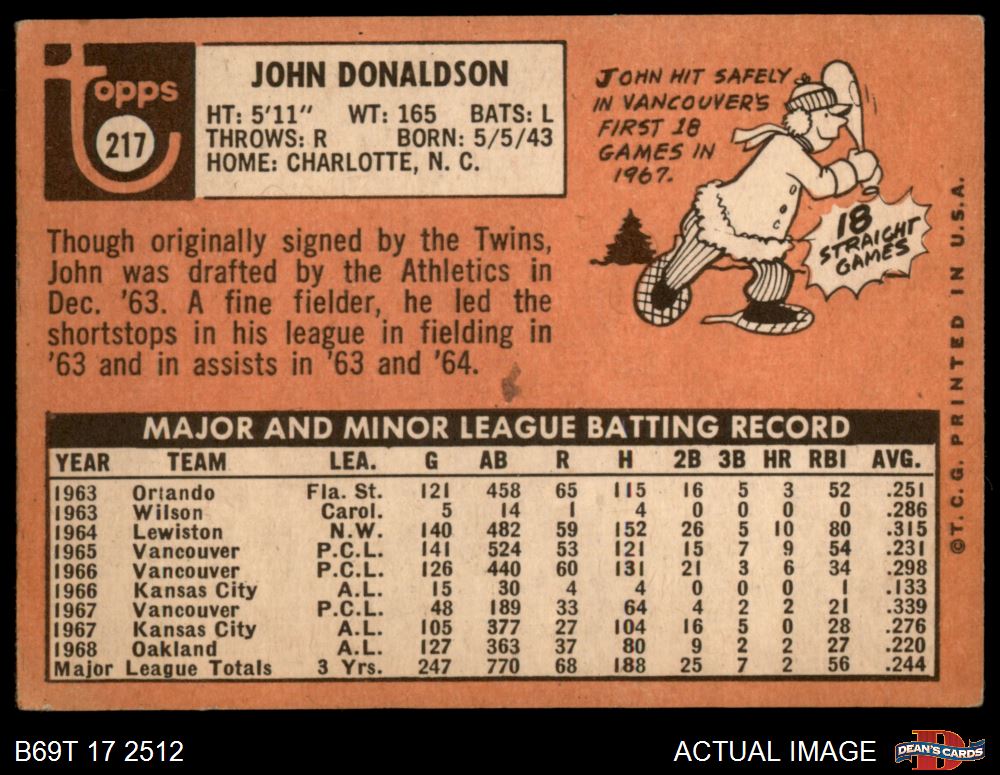 topps
217
JOHN DONALDSON
HT: 5'11" WT: 165 BATS: L
THROWS: R BORN: 5/5/43
HOME: CHARLOTTE, N. C.
JOHN HIT SAFELY
IN VANCOUVER'S
FIRST 18
GAMES IN
1967.
18
STRAIGHT
GAMES
Though originally signed by the Twins,
John was drafted by the Athletics in
Dec. '63. A fine fielder, he led the
shortstops in his league in fielding in
'63 and in assists in '63 and '64.
MAJOR AND MINOR LEAGUE BATTING RECORD
YEAR TEAM LEA. G AB R H 2B 3B HR RBI AVG.
1963 Orlando Fla. St. 121 458 65 115 16 5 3 52 .251
1963 Wilson Carol. 5 14 1 4 0 0 0 0 .286
1964 Lewiston N.W. 140 482 59 152 26 5 10 80 .315
1965 Vancouver P.C.L. 141 524 53 121 15 7 9 54 .231
1966 Vancouver P.C.L. 126 440 60 131 21 3 6 34 .298
1966 Kansas City A.L. 15 30 4 4 0 0 0 1 .133
1967 Vancouver P.C.L. 48 189 33 64 4 2 2 21 .339
1967 Kansas City A.L. 105 377 27 104 16 5 0 28 .276
1968 Oakland A.L. 127 363 37 80 9 2 2 27 .220
Major League Totals 3 Yrs. 247 770 68 188 25 7 2 56 .244
©T.C.G. PRINTED IN U.S.A.
B69T 17 2512
ACTUAL IMAGE
D
DEAN'S CARDS